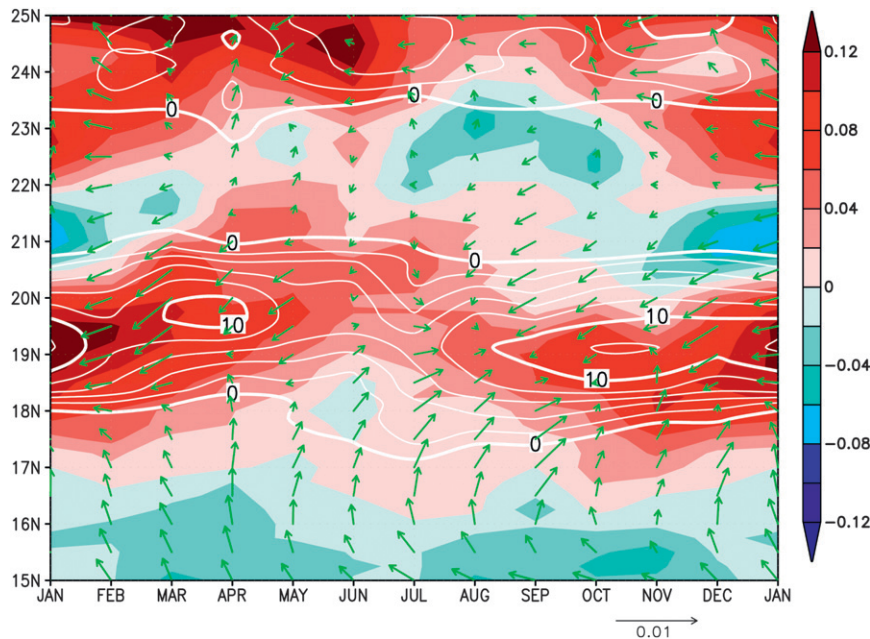 25N
24N
23N
22N
21N
20N
19N
18N
17N
16N
15N
JAN FEB MAR APR MAY JUN JUL AUG SEP OCT NOV DEC JAN
0 0 0
0 0
10 10
10
0 0
0.12
0.08
0.04
0
−0.04
−0.08
−0.12
0.01